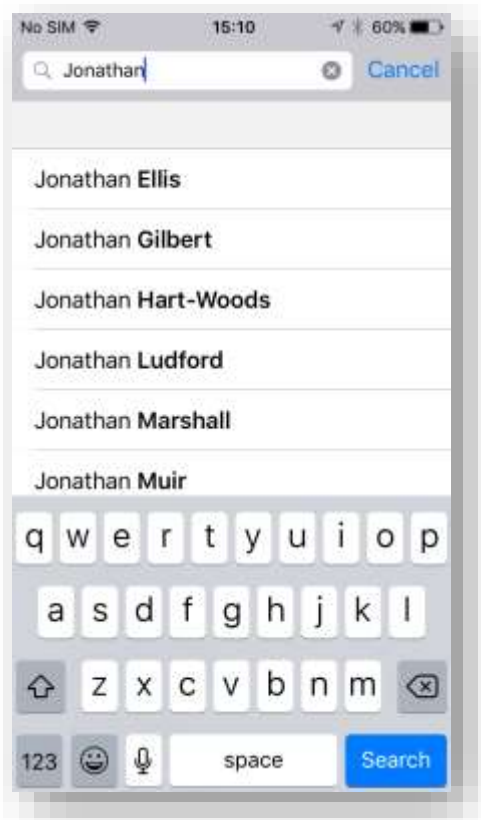 No SIM 15:10 60%
Jonathan Cancel
Jonathan Ellis
Jonathan Gilbert
Jonathan Hart-Woods
Jonathan Ludford
Jonathan Marshall
Jonathan Muir
q w e r t y u i o p
a s d f g h j k l
z x c v b n m
123 space Search